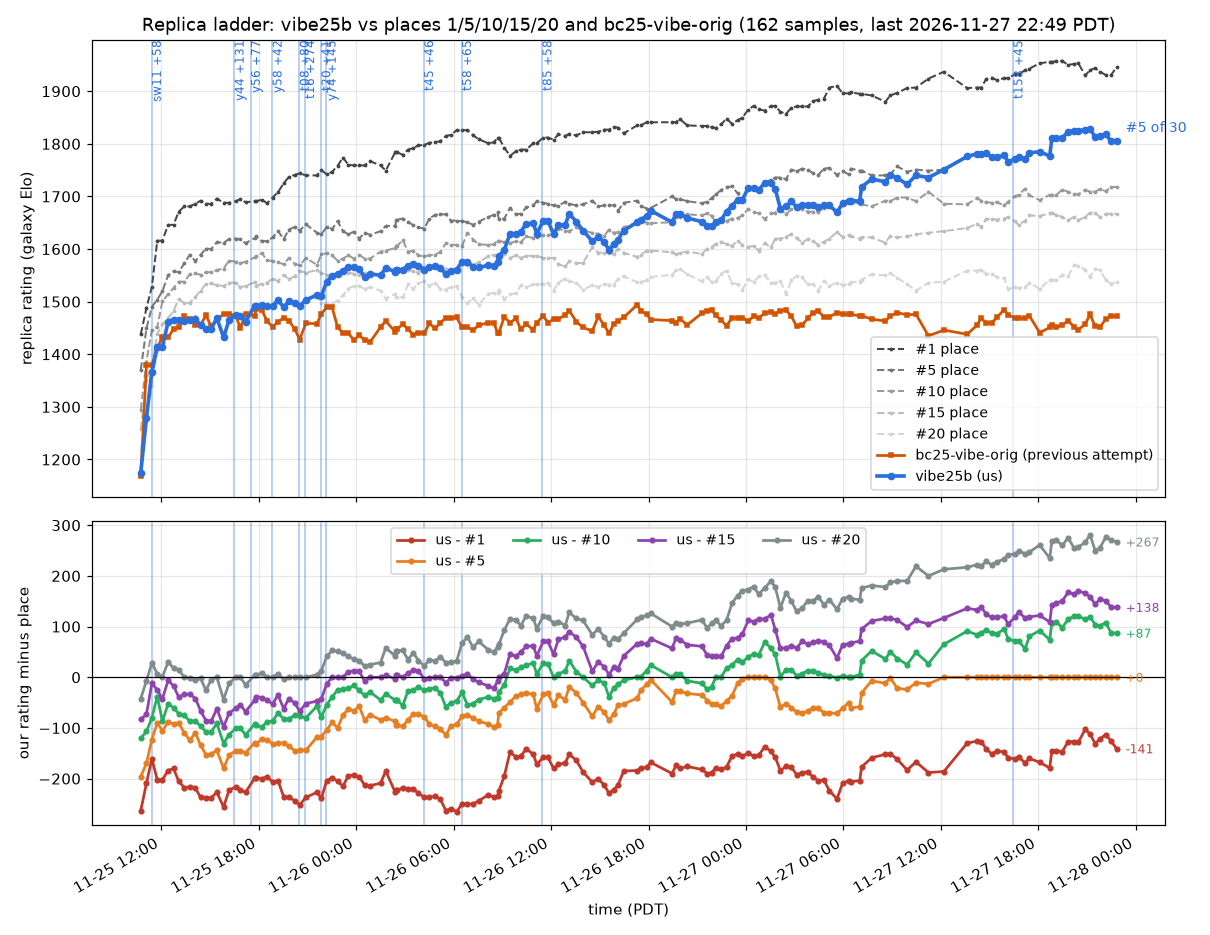 Replica ladder: vibe25b vs places 1/5/10/15/20 and bc25-vibe-orig (162 samples, last 2026-11-27 22:49 PDT)
replica rating (galaxy Elo)
1900
1800
1700
1600
1500
1400
1300
1200
sw11 +58
y44 +131
y56 +77
y58 +42
y74 +145
t45 +46
t58 +65
t85 +58
#5 of 30
#1 place
#5 place
#10 place
#15 place
#20 place
bc25-vibe-orig (previous attempt)
vibe25b (us)
our rating minus place
300
200
100
0
−100
−200
us - #1
us - #5
us - #10
us - #15
us - #20
+267
+138
+87
+0
-141
11-25 12:00
11-25 18:00
11-26 00:00
11-26 06:00
11-26 12:00
11-26 18:00
11-27 00:00
11-27 06:00
11-27 12:00
11-27 18:00
11-28 00:00
time (PDT)